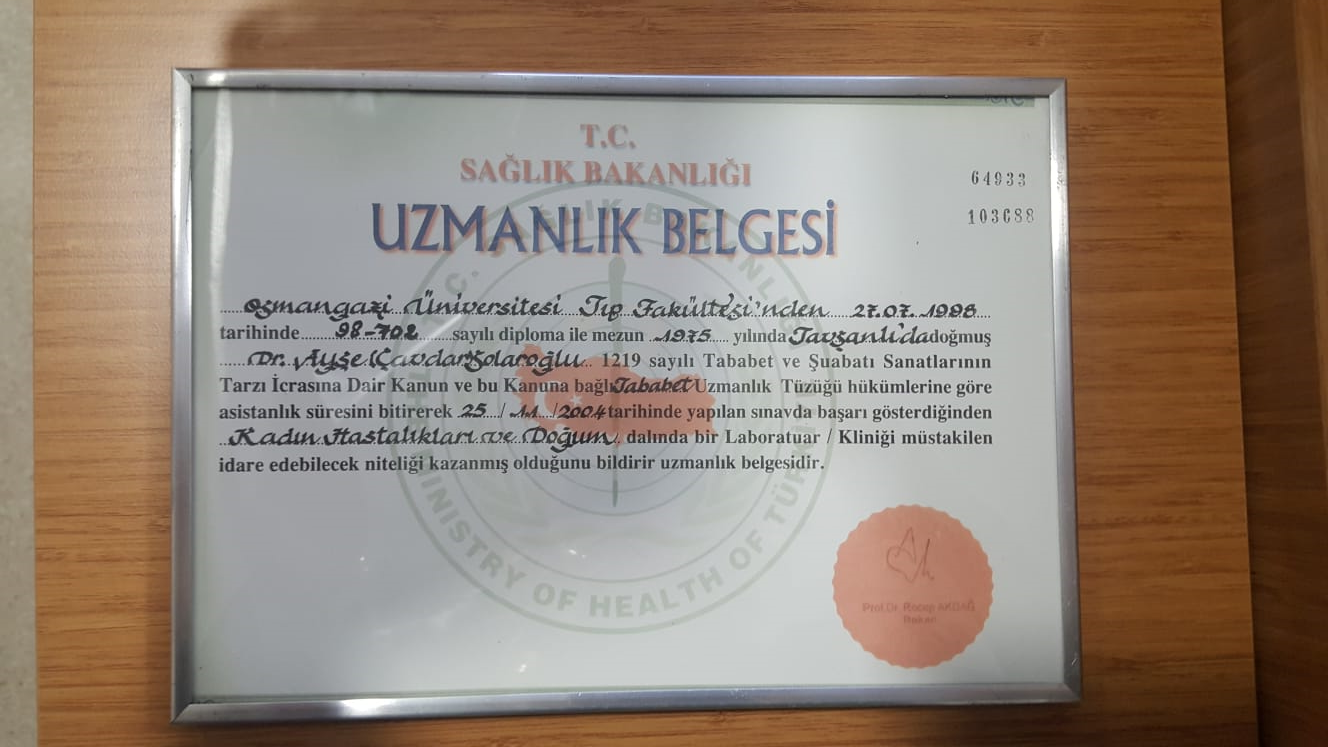 T.C.
SAĞLIK BAKANLIĞI
64933
UZMANLIK BELGESİ
103688
Osmangazi Üniversitesi Tıp Fakültesi'nden 27.07.1998
tarihinde 98-702 sayılı diploma ile mezun 1975 yılında Tavşanlı'da doğmuş
Dr. Ayşe Çavdar Solaroğlu 1219 sayılı Tababet ve Şuabatı Sanatlarının
Tarzı İcrasına Dair Kanun ve bu Kanuna bağlı Tababet Uzmanlık Tüzüğü hükümlerine göre
asistanlık süresini bitirerek 25 / 11 /2004 tarihinde yapılan sınavda başarı gösterdiğinden
Kadın Hastalıkları ve Doğum dalında bir Laboratuar / Kliniği müstakilen
idare edebilecek niteliği kazanmış olduğunu bildirir uzmanlık belgesidir.
MINISTRY OF HEALTH OF TÜRKİYE
Prof.Dr. Recep AKDAĞ
Bakan